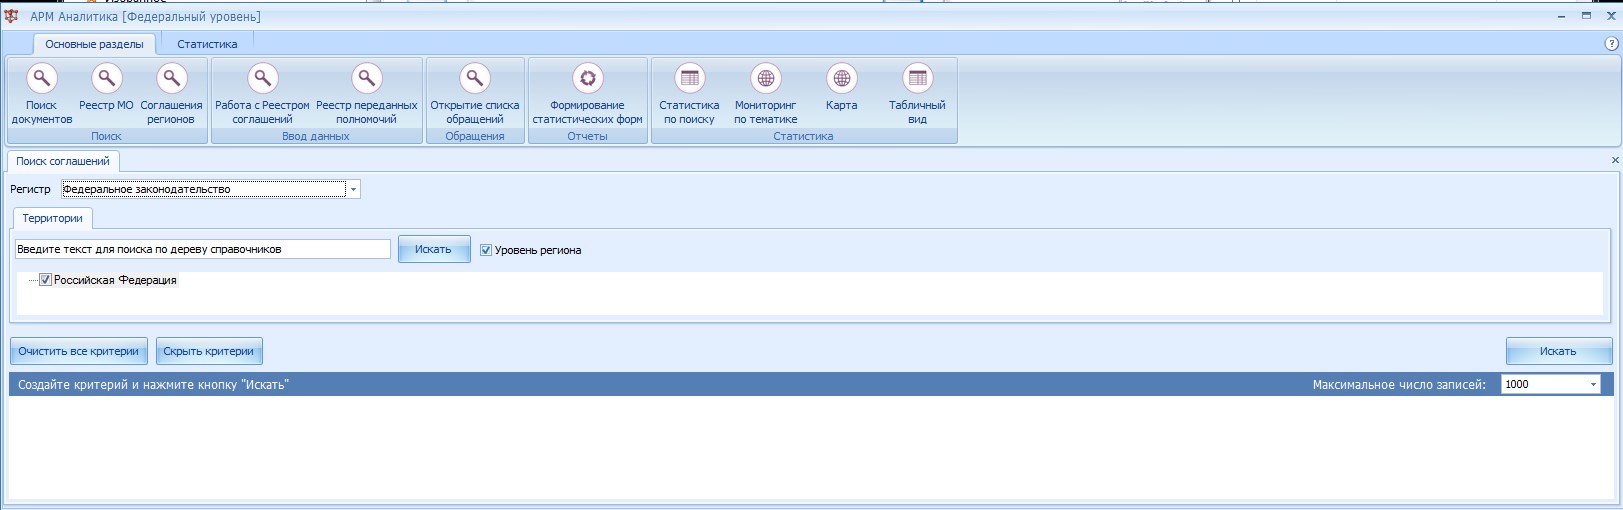 АРМ Аналитика [Федеральный уровень]
Основные разделы
Статистика
Поиск
документов
Реестр МО
Соглашения
регионов
Поиск
Работа с Реестром
соглашений
Реестр переданных
полномочий
Ввод данных
Открытие списка
обращений
Обращения
Формирование
статистических форм
Отчеты
Статистика
по поиску
Мониторинг
по тематике
Карта
Табличный
вид
Статистика
Поиск соглашений
Регистр
Федеральное законодательство
Территории
Введите текст для поиска по дереву справочников
Искать
Уровень региона
Российская Федерация
Очистить все критерии
Скрыть критерии
Искать
Создайте критерий и нажмите кнопку "Искать"
Максимальное число записей:
1000